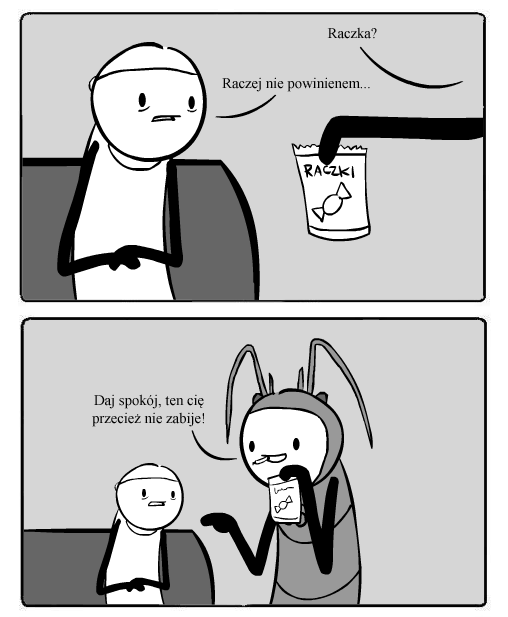 Raczka?
Raczej nie powinienem...
RACZKI
Daj spokój, ten cię
przecież nie zabije!